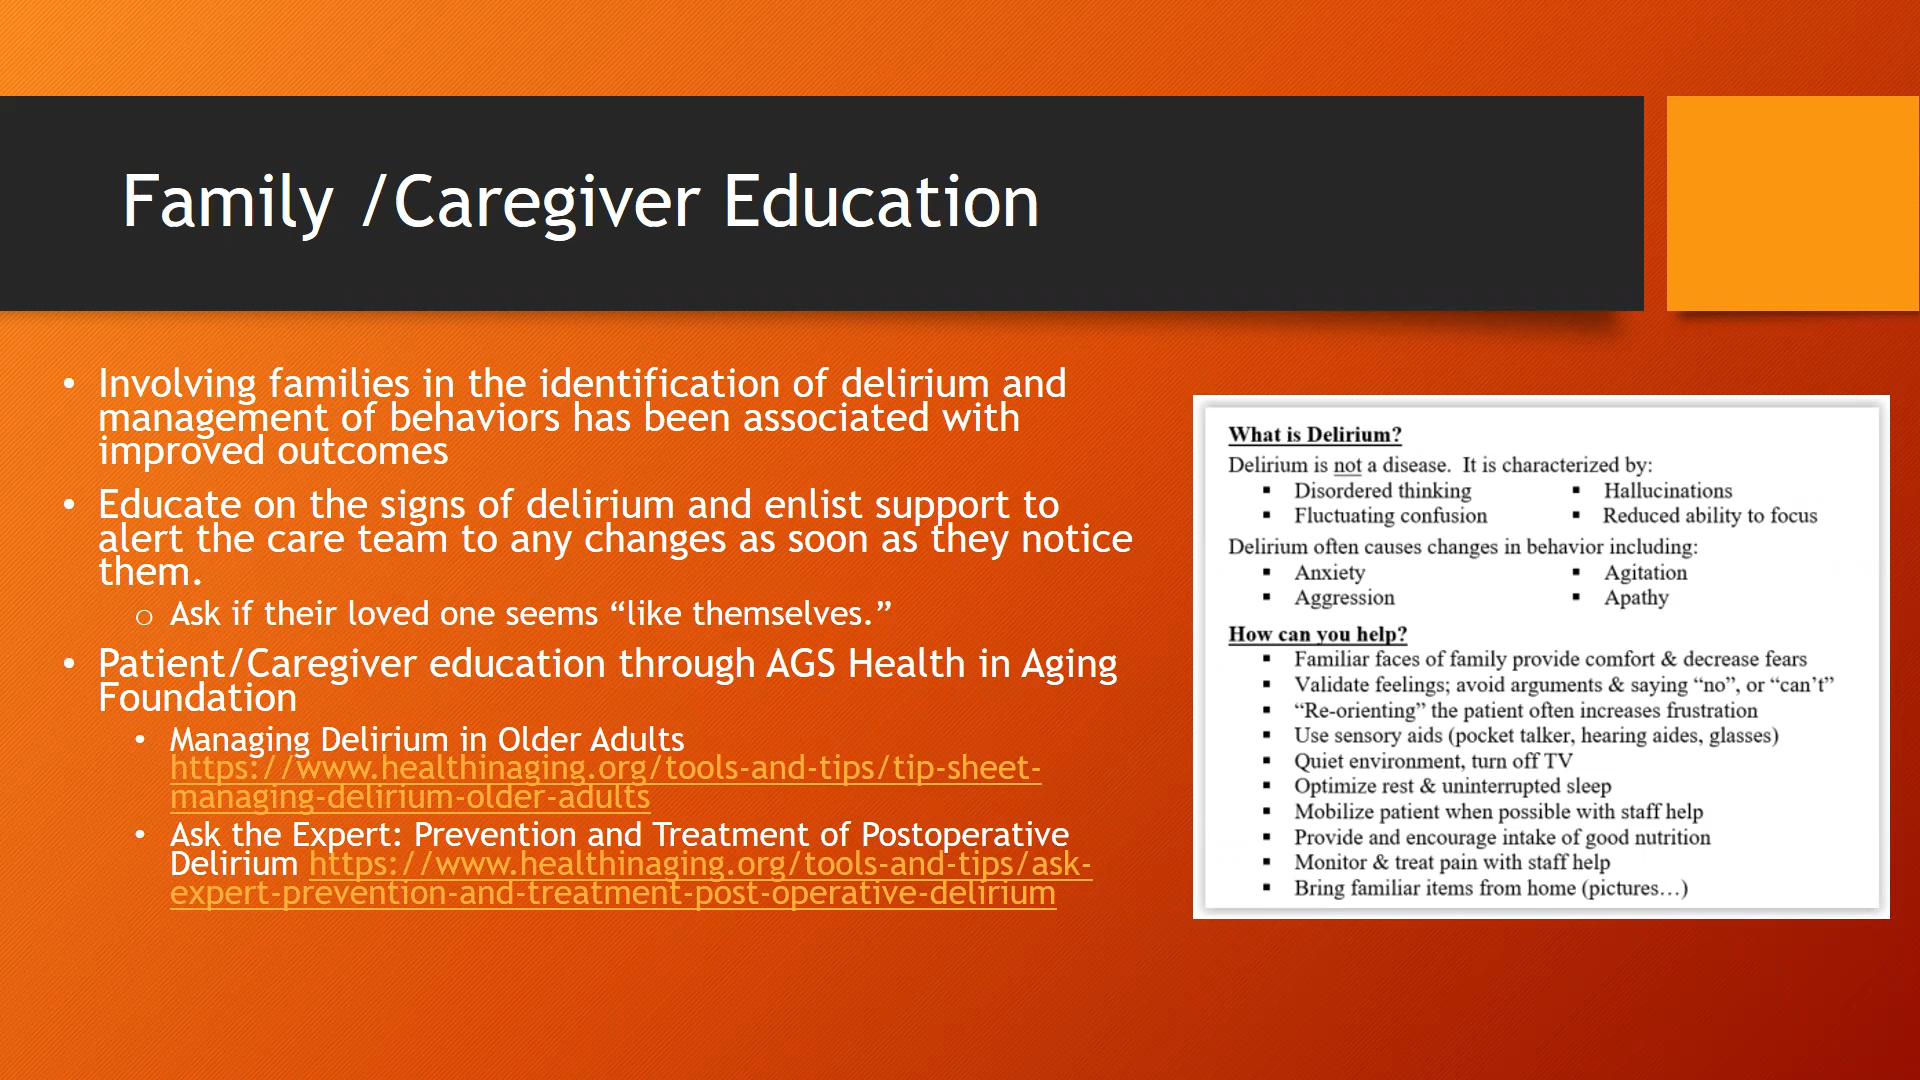 Family /Caregiver Education
• Involving families in the identification of delirium and
management of behaviors has been associated with
improved outcomes
• Educate on the signs of delirium and enlist support to
alert the care team to any changes as soon as they notice
them.
o Ask if their loved one seems “like themselves.”
• Patient/Caregiver education through AGS Health in Aging
Foundation
• Managing Delirium in Older Adults
https://www.healthinaging.org/tools-and-tips/tip-sheet-
managing-delirium-older-adults
• Ask the Expert: Prevention and Treatment of Postoperative
Delirium https://www.healthinaging.org/tools-and-tips/ask-
expert-prevention-and-treatment-post-operative-delirium
What is Delirium?
Delirium is not a disease. It is characterized by:
▪ Disordered thinking ▪ Hallucinations
▪ Fluctuating confusion ▪ Reduced ability to focus
Delirium often causes changes in behavior including:
▪ Anxiety ▪ Agitation
▪ Aggression ▪ Apathy
How can you help?
▪ Familiar faces of family provide comfort & decrease fears
▪ Validate feelings; avoid arguments & saying “no”, or “can’t”
▪ “Re-orienting” the patient often increases frustration
▪ Use sensory aids (pocket talker, hearing aides, glasses)
▪ Quiet environment, turn off TV
▪ Optimize rest & uninterrupted sleep
▪ Mobilize patient when possible with staff help
▪ Provide and encourage intake of good nutrition
▪ Monitor & treat pain with staff help
▪ Bring familiar items from home (pictures…)